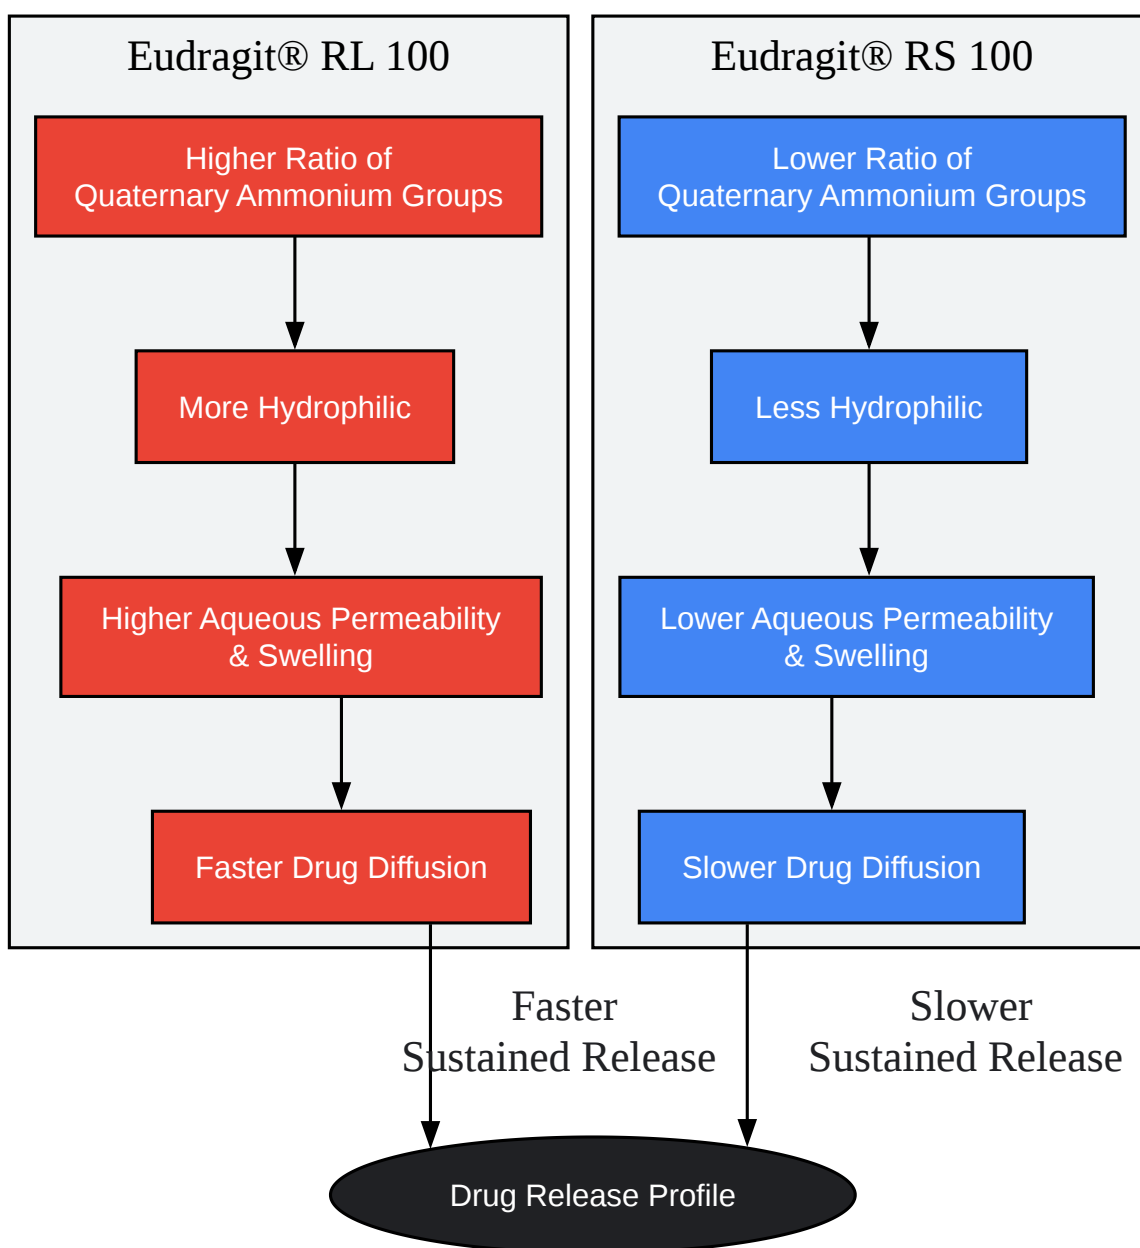 Eudragit® RL 100
Higher Ratio of
Quaternary Ammonium Groups
More Hydrophilic
Higher Aqueous Permeability
& Swelling
Faster Drug Diffusion
Eudragit® RS 100
Lower Ratio of
Quaternary Ammonium Groups
Less Hydrophilic
Lower Aqueous Permeability
& Swelling
Slower Drug Diffusion
Faster
Sustained Release
Slower
Sustained Release
Drug Release Profile